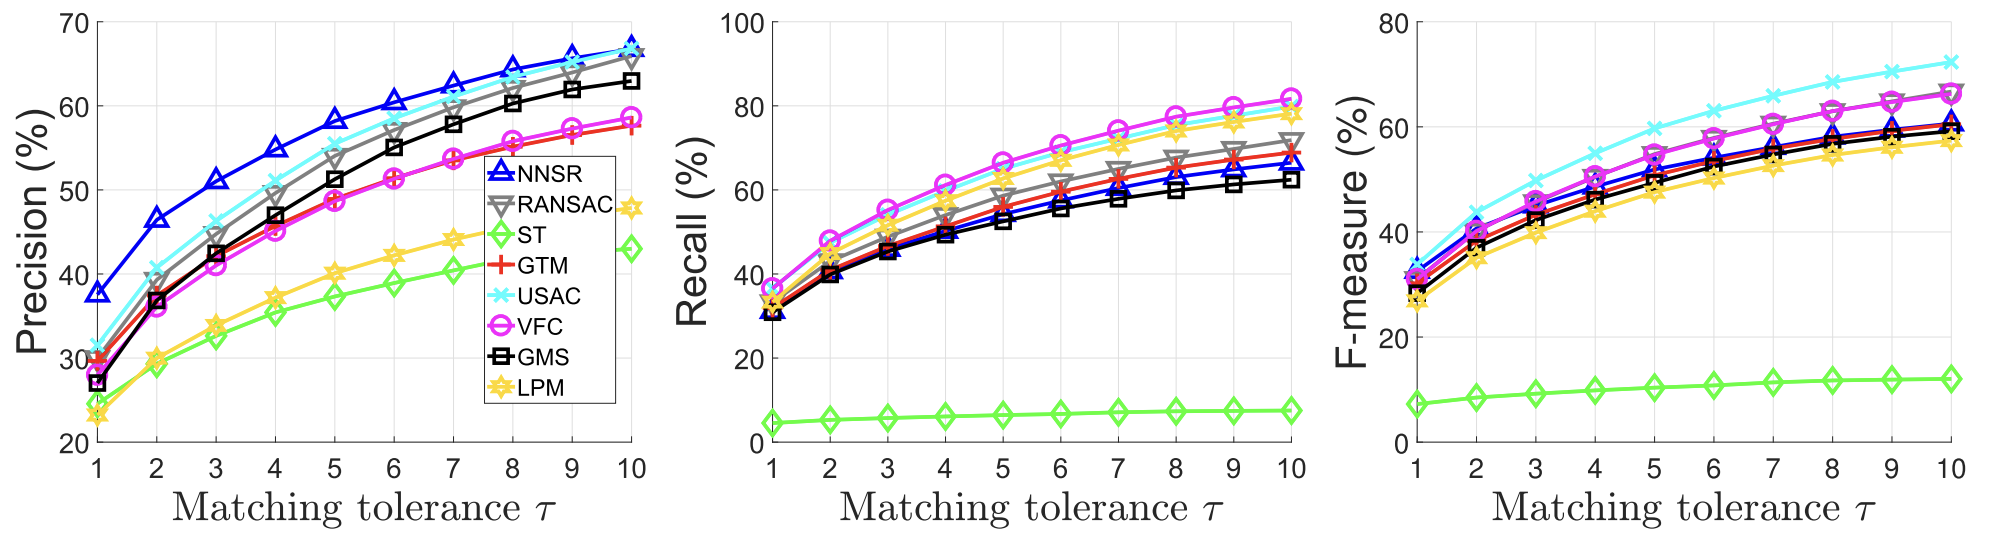 Precision (%)
70
60
50
40
30
20
NNSR
RANSAC
ST
GTM
USAC
VFC
GMS
LPM
1 2 3 4 5 6 7 8 9 10
Matching tolerance τ
Recall (%)
100
80
60
40
20
0
1 2 3 4 5 6 7 8 9 10
Matching tolerance τ
F-measure (%)
80
60
40
20
0
1 2 3 4 5 6 7 8 9 10
Matching tolerance τ